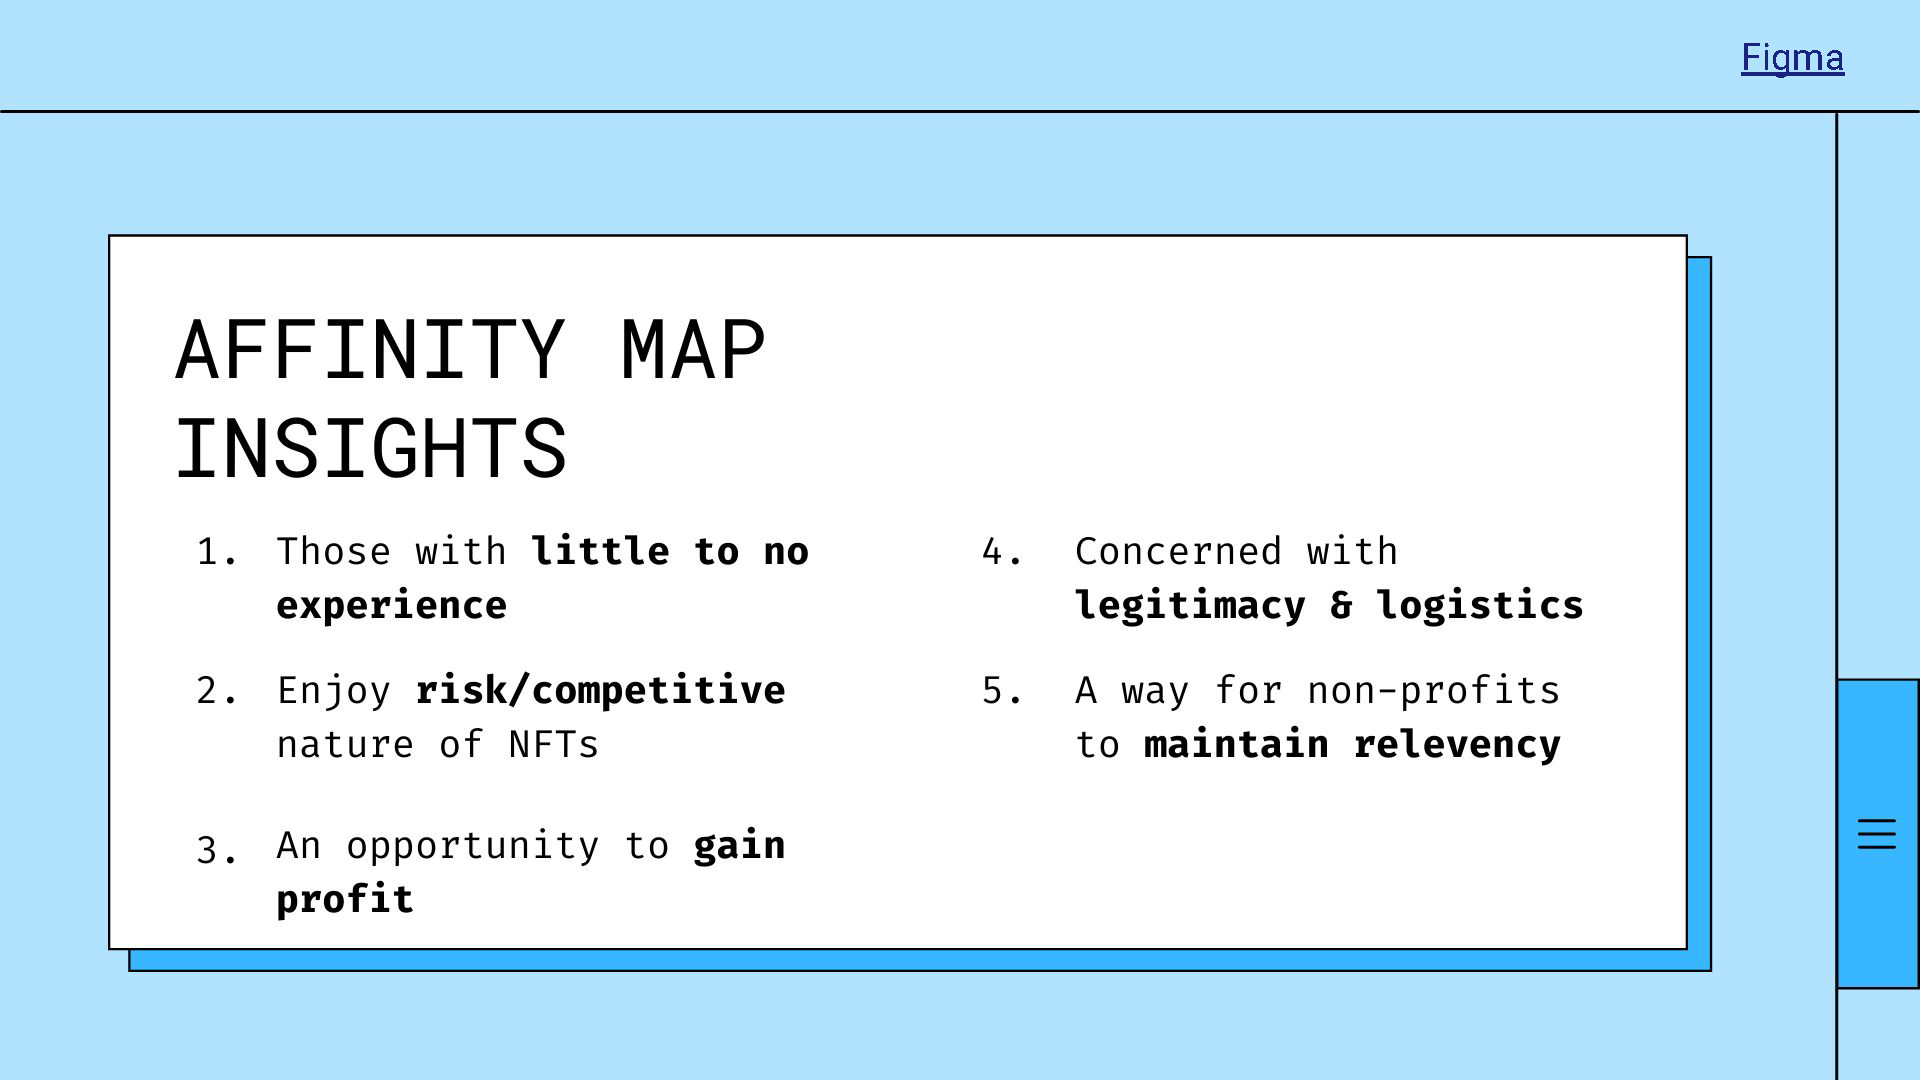 Figma
AFFINITY MAP
INSIGHTS
1. Those with little to no
experience
2. Enjoy risk/competitive
nature of NFTs
3. An opportunity to gain
profit
4. Concerned with
legitimacy & logistics
5. A way for non-profits
to maintain relevency